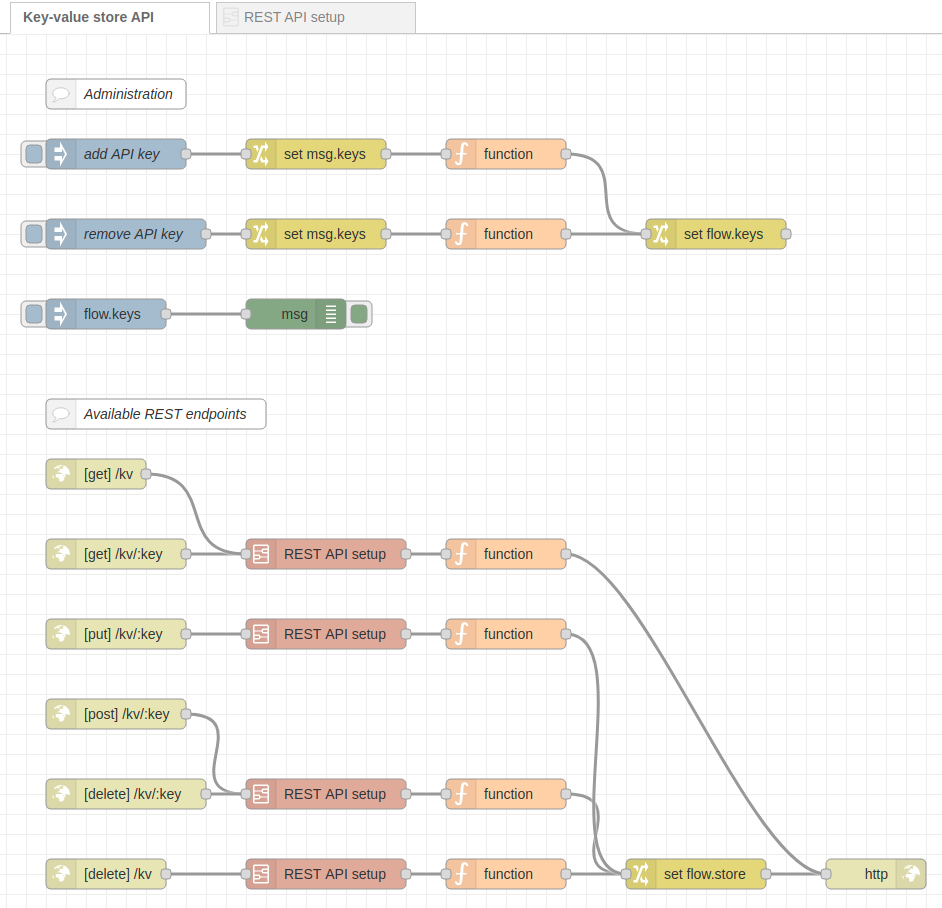 Key-value store API
REST API setup
Administration
add API key
set msg.keys
function
remove API key
set msg.keys
function
set flow.keys
flow.keys
msg
Available REST endpoints
[get] /kv
[get] /kv/:key
REST API setup
function
[put] /kv/:key
REST API setup
function
[post] /kv/:key
[delete] /kv/:key
REST API setup
function
[delete] /kv
REST API setup
function
set flow.store
http